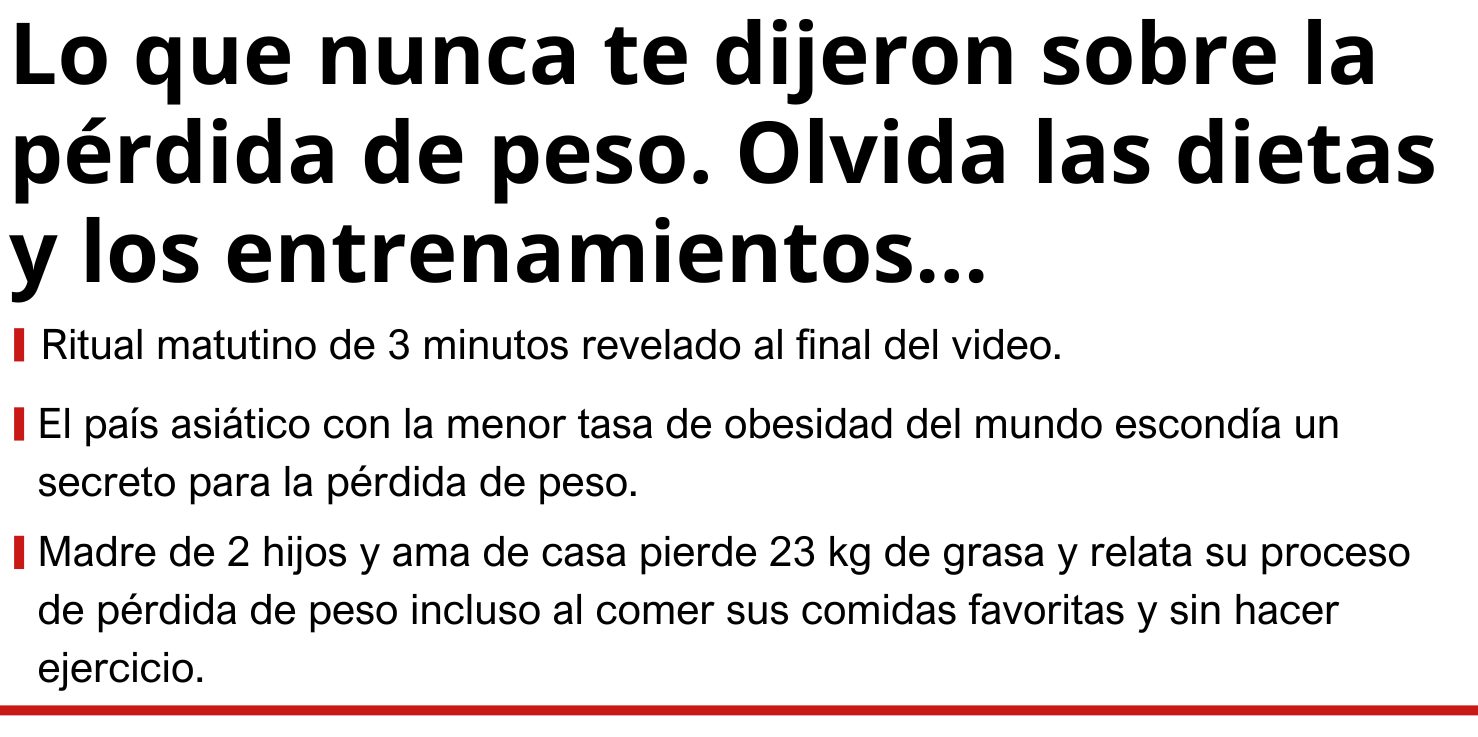 Lo que nunca te dijeron sobre la
pérdida de peso. Olvida las dietas
y los entrenamientos...
Ritual matutino de 3 minutos revelado al final del video.
El país asiático con la menor tasa de obesidad del mundo escondía un
secreto para la pérdida de peso.
Madre de 2 hijos y ama de casa pierde 23 kg de grasa y relata su proceso
de pérdida de peso incluso al comer sus comidas favoritas y sin hacer
ejercicio.